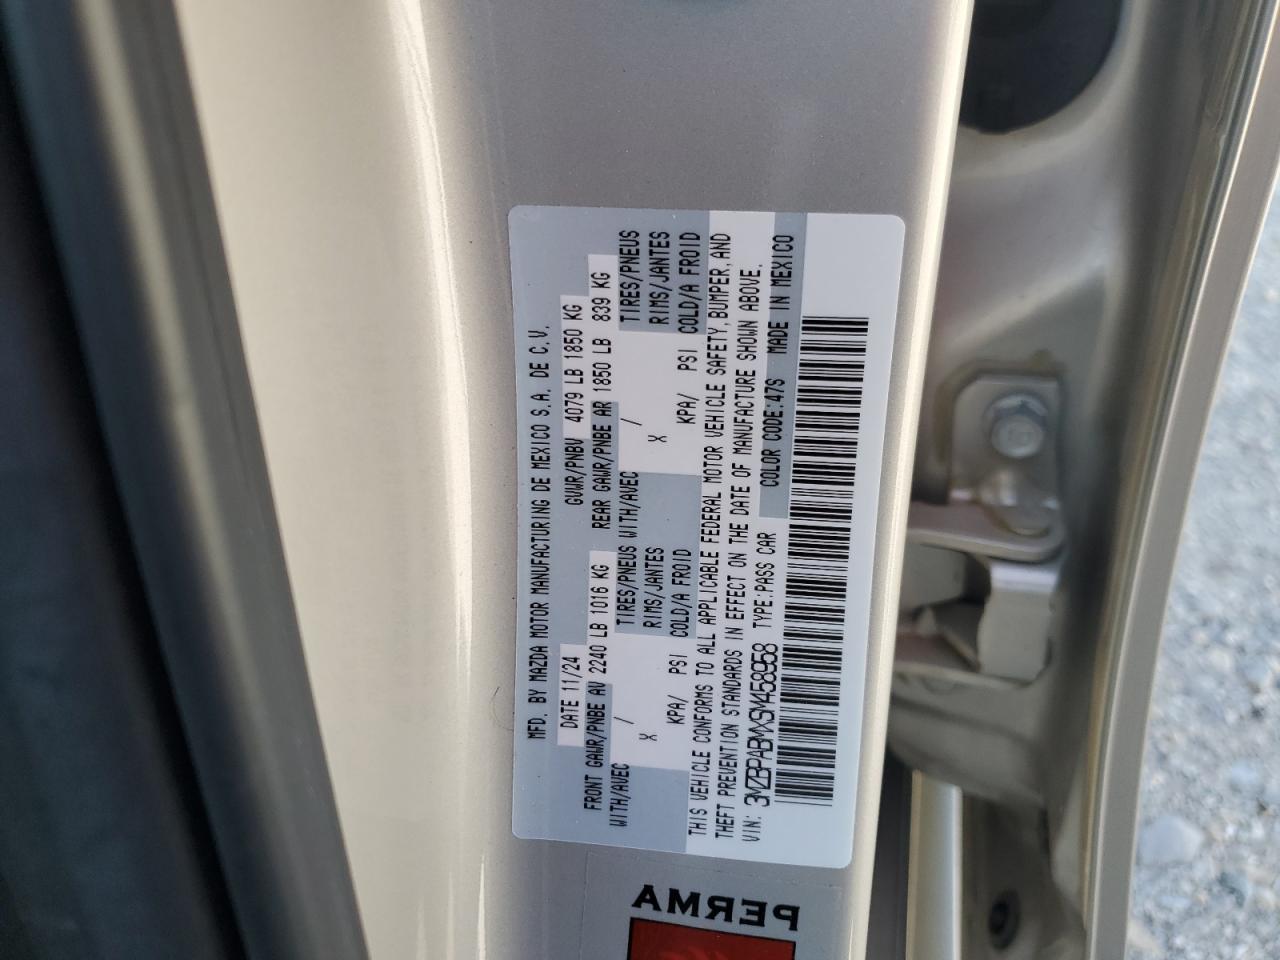 MFD. BY MAZDA MOTOR MANUFACTURING DE MEXICO S.A. DE C.V.
DATE 11/24 GVWR/PNBV 4079 LB 1850 KG
FRONT GAWR/PNBE AV 2240 LB 1016 KG REAR GAWR/PNBE AR 1850 LB 839 KG
WITH/AVEC / TIRES/PNEUS WITH/AVEC / TIRES/PNEUS
X RIMS/JANTES X RIMS/JANTES
KPA/ PSI COLD/A FROID KPA/ PSI COLD/A FROID
THIS VEHICLE CONFORMS TO ALL APPLICABLE FEDERAL MOTOR VEHICLE SAFETY, BUMPER, AND
THEFT PREVENTION STANDARDS IN EFFECT ON THE DATE OF MANUFACTURE SHOWN ABOVE.
VIN: 3MZBPABMXSM458958 TYPE:PASS CAR COLOR CODE:47S MADE IN MEXICO
PERMA